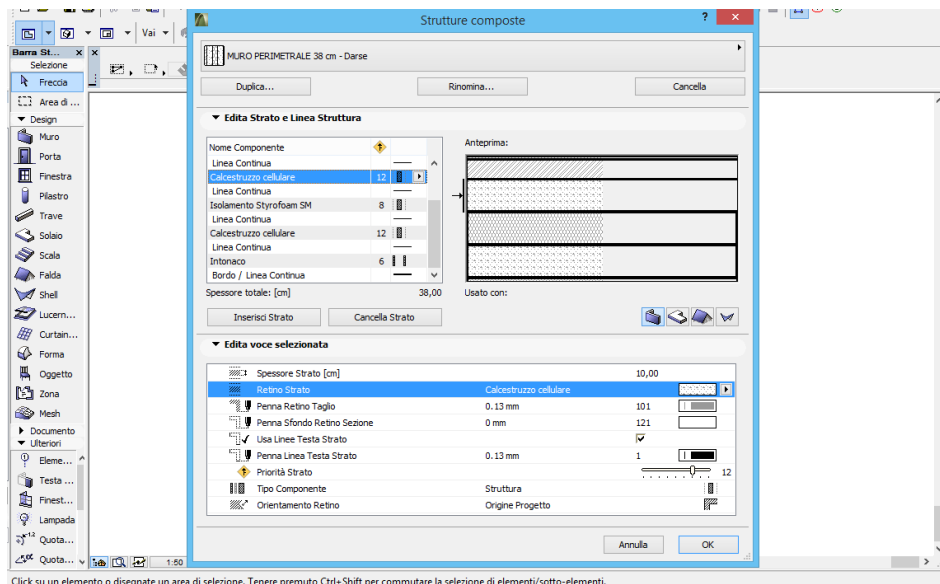 Strutture composte
?
×
Vai
Barra St...
×
×
Selezione
Freccia
Area di ...
Design
Muro
Porta
Finestra
Pilastro
Trave
Solaio
Scala
Falda
Shell
Lucern...
Curtain...
Forma
Oggetto
Zona
Mesh
Documento
Ulteriori
Eleme...
Testa ...
Finest...
Lampada
Quota...
Quota...
MURO PERIMETRALE 38 cm - Darse
Duplica...
Rinomina...
Cancella
Edita Strato e Linea Struttura
Nome Componente
Linea Continua
Calcestruzzo cellulare 12
Linea Continua
Isolamento Styrofoam SM 8
Linea Continua
Calcestruzzo cellulare 12
Linea Continua
Intonaco 6
Bordo / Linea Continua
Spessore totale: [cm] 38,00
Inserisci Strato
Cancella Strato
Anteprima:
Usato con:
Edita voce selezionata
Spessore Strato [cm] 10,00
Retino Strato Calcestruzzo cellulare
Penna Retino Taglio 0.13 mm 101
Penna Sfondo Retino Sezione 0 mm 121
Usa Linee Testa Strato
Penna Linea Testa Strato 0.13 mm 1
Priorità Strato 12
Tipo Componente Struttura
Orientamento Retino Origine Progetto
Annulla
OK
1:50
Click su un elemento o disegnate un area di selezione. Tenere premuto Ctrl+Shift per commutare la selezione di elementi/sotto-elementi.